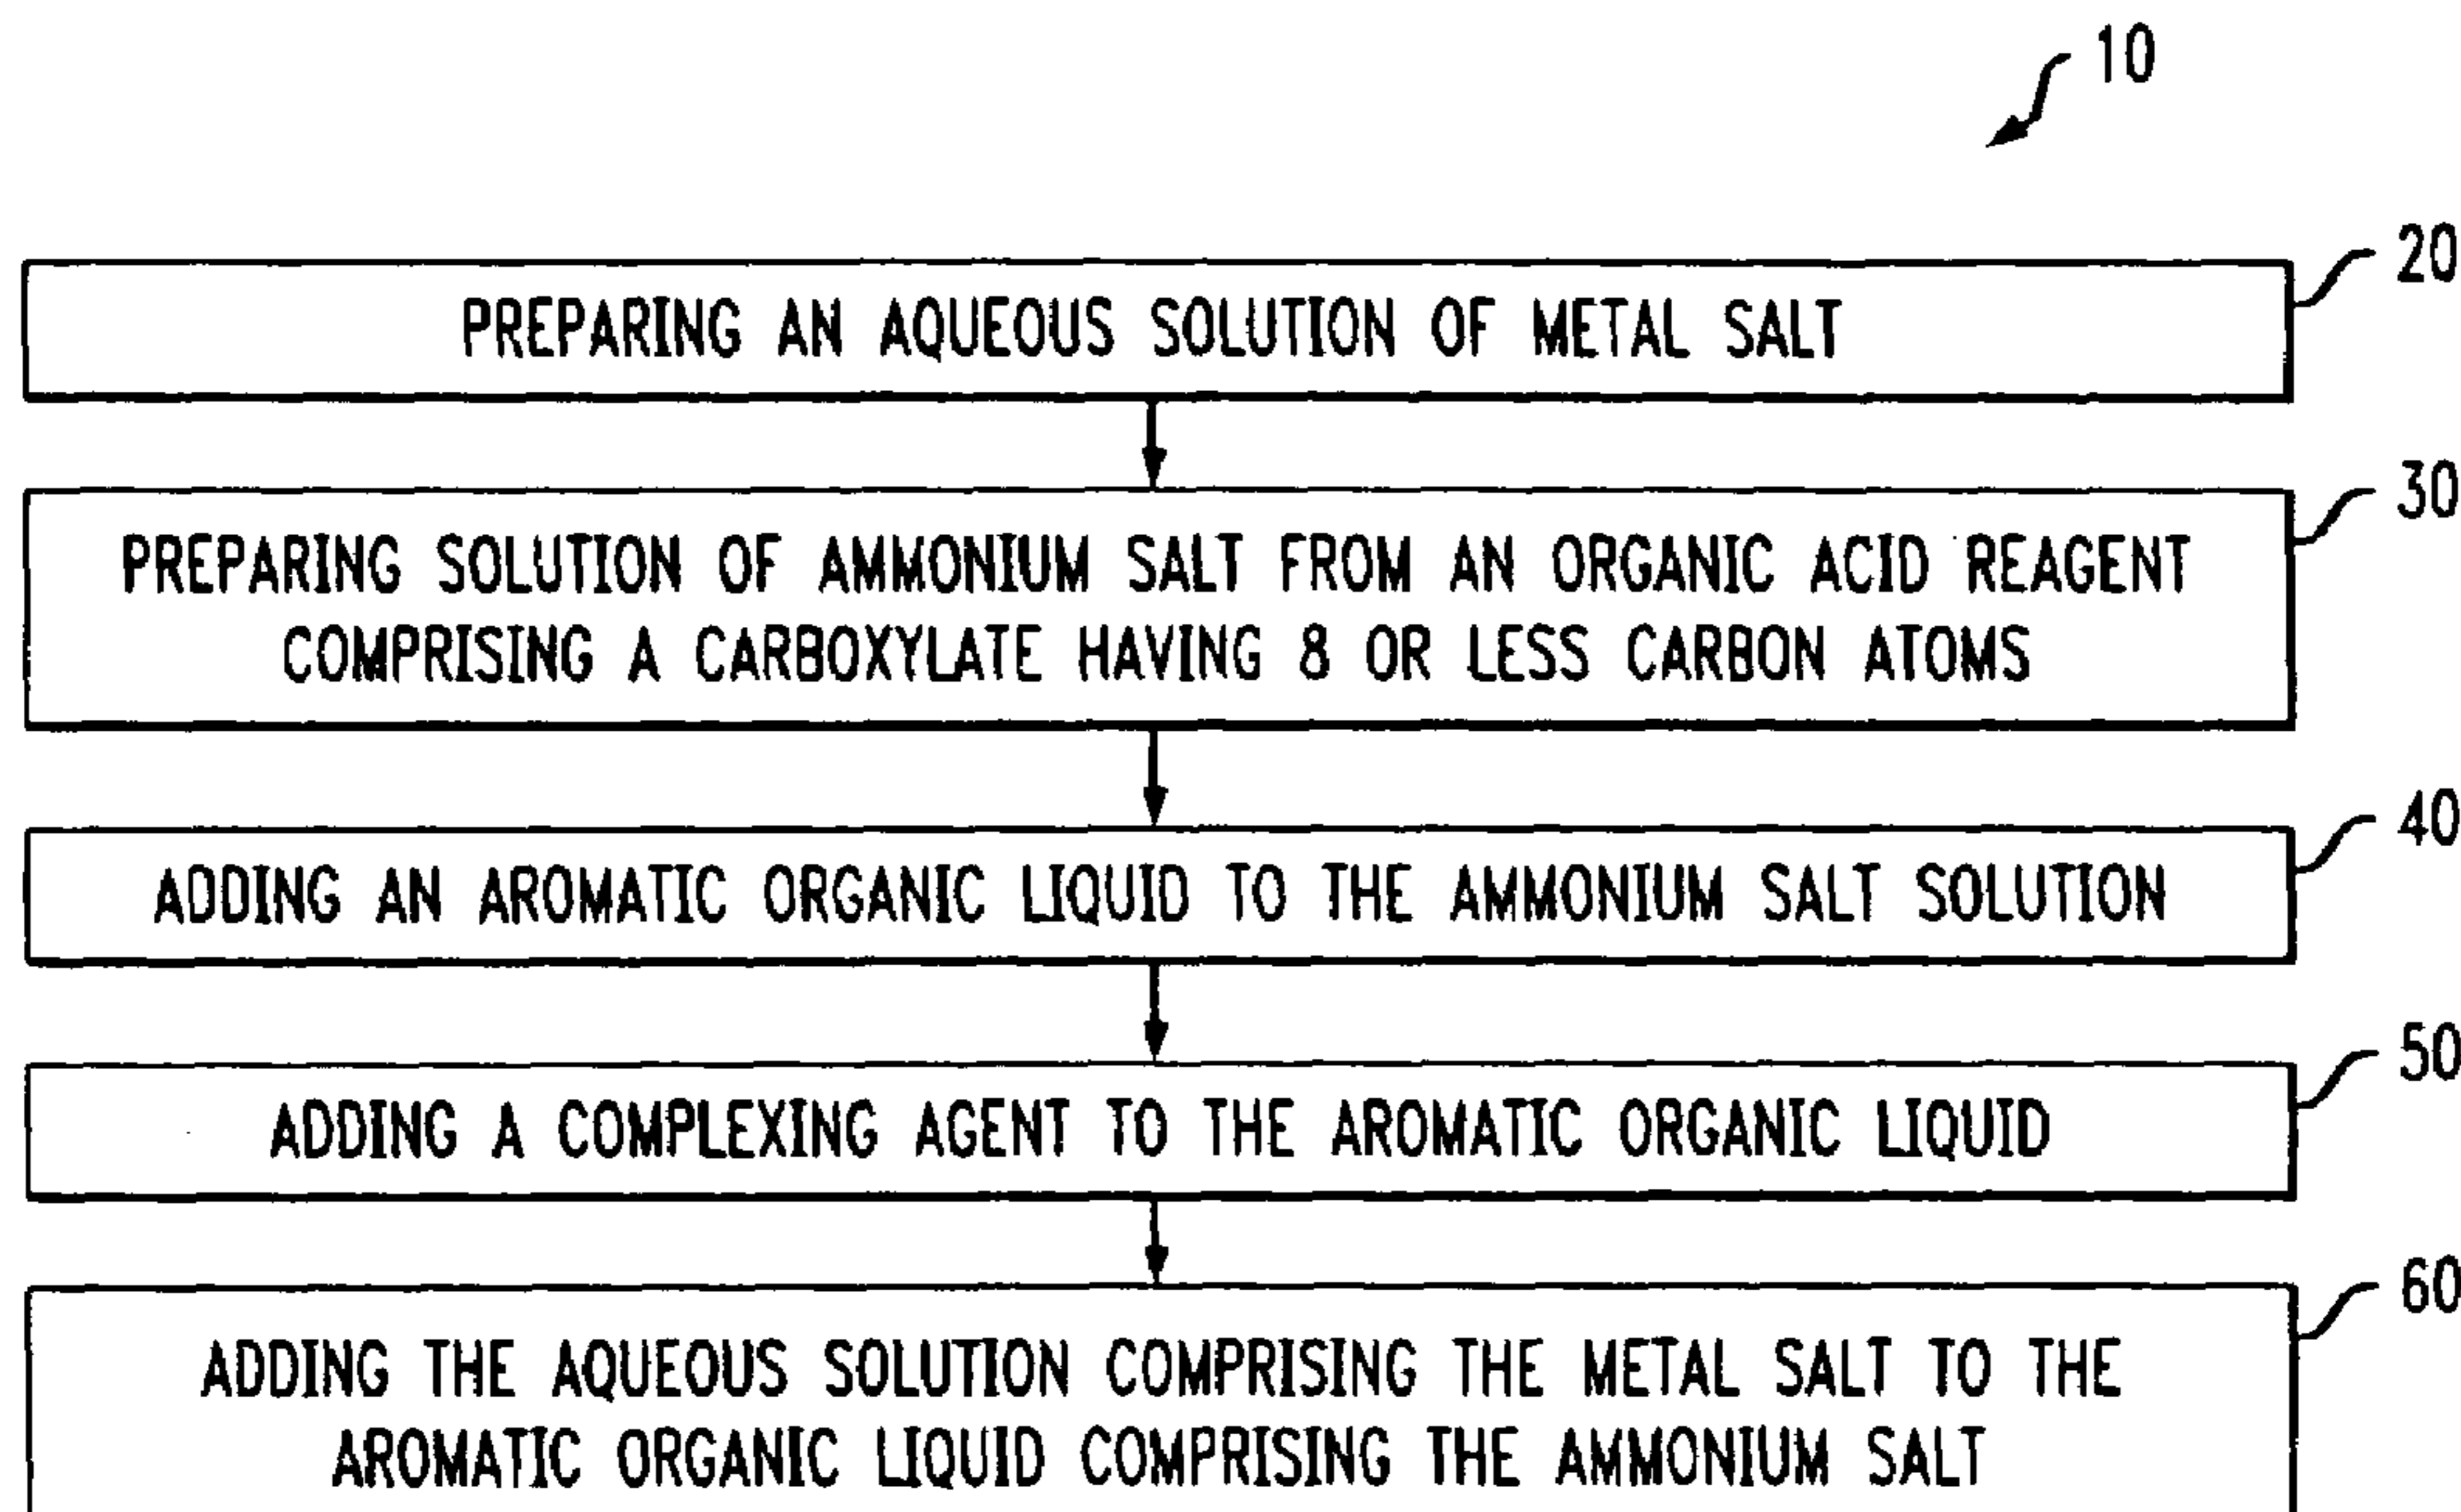 10
20
PREPARING AN AQUEOUS SOLUTION OF METAL SALT
30
PREPARING SOLUTION OF AMMONIUM SALT FROM AN ORGANIC ACID REAGENT
COMPRISING A CARBOXYLATE HAVING 8 OR LESS CARBON ATOMS
40
ADDING AN AROMATIC ORGANIC LIQUID TO THE AMMONIUM SALT SOLUTION
50
ADDING A COMPLEXING AGENT TO THE AROMATIC ORGANIC LIQUID
60
ADDING THE AQUEOUS SOLUTION COMPRISING THE METAL SALT TO THE
AROMATIC ORGANIC LIQUID COMPRISING THE AMMONIUM SALT